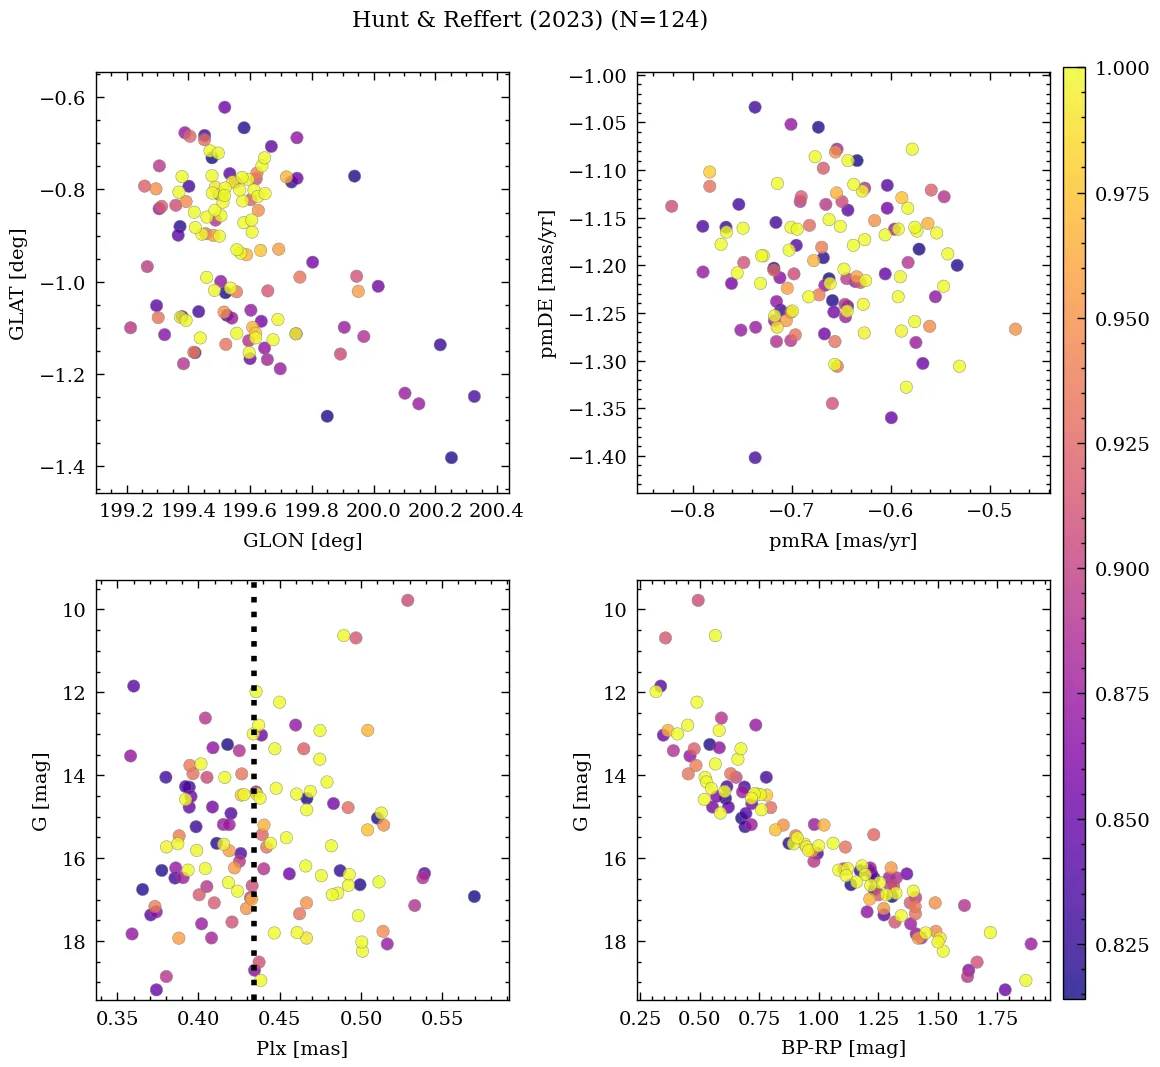 Hunt & Reffert (2023) (N=124)
−0.6
−0.8
−1.0
−1.2
−1.4
GLAT [deg]
199.2 199.4 199.6 199.8 200.0 200.2 200.4
GLON [deg]
−1.00
−1.05
−1.10
−1.15
−1.20
−1.25
−1.30
−1.35
−1.40
pmDE [mas/yr]
−0.8 −0.7 −0.6 −0.5
pmRA [mas/yr]
10
12
14
16
18
G [mag]
0.35 0.40 0.45 0.50 0.55
Plx [mas]
10
12
14
16
18
G [mag]
0.25 0.50 0.75 1.00 1.25 1.50 1.75
BP-RP [mag]
1.000
0.975
0.950
0.925
0.900
0.875
0.850
0.825